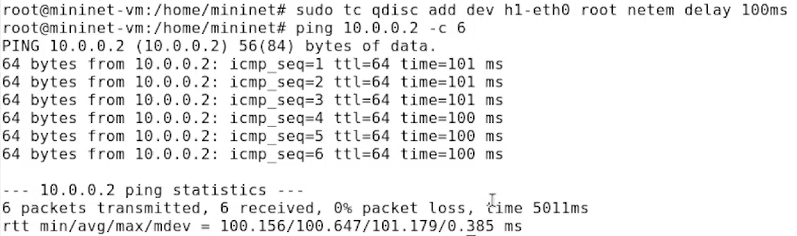 root@mininet-vm:/home/mininet# sudo tc qdisc add dev h1-eth0 root netem delay 100ms
root@mininet-vm:/home/mininet# ping 10.0.0.2 -c 6
PING 10.0.0.2 (10.0.0.2) 56(84) bytes of data.
64 bytes from 10.0.0.2: icmp_seq=1 ttl=64 time=101 ms
64 bytes from 10.0.0.2: icmp_seq=2 ttl=64 time=101 ms
64 bytes from 10.0.0.2: icmp_seq=3 ttl=64 time=101 ms
64 bytes from 10.0.0.2: icmp_seq=4 ttl=64 time=100 ms
64 bytes from 10.0.0.2: icmp_seq=5 ttl=64 time=100 ms
64 bytes from 10.0.0.2: icmp_seq=6 ttl=64 time=100 ms
--- 10.0.0.2 ping statistics ---
6 packets transmitted, 6 received, 0% packet loss, time 5011ms
rtt min/avg/max/mdev = 100.156/100.647/101.179/0.385 ms